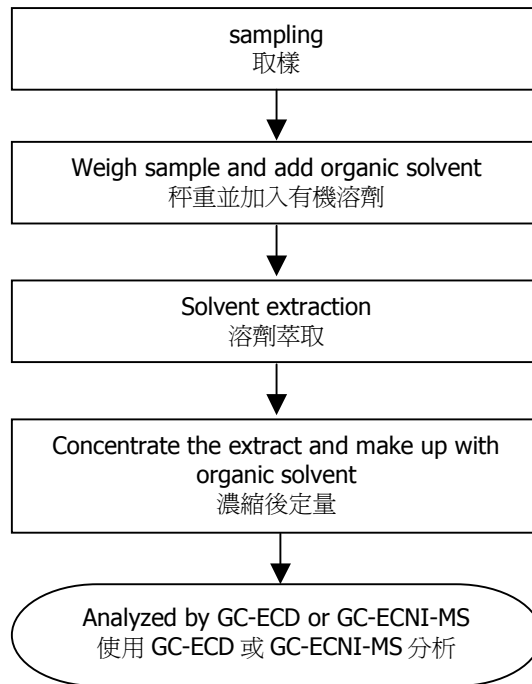 sampling
取樣
Weigh sample and add organic solvent
秤重並加入有機溶劑
Solvent extraction
溶劑萃取
Concentrate the extract and make up with
organic solvent
濃縮後定量
Analyzed by GC-ECD or GC-ECNI-MS
使用 GC-ECD 或 GC-ECNI-MS 分析